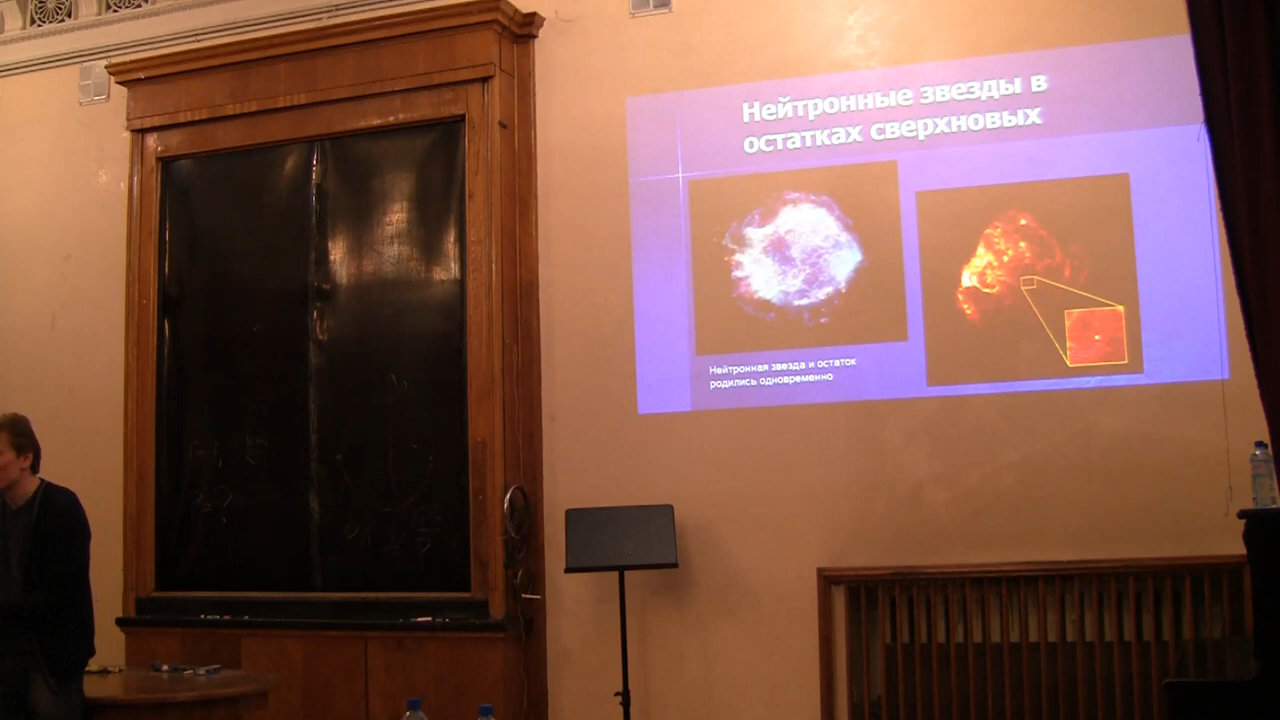 Нейтронные звезды в
остатках сверхновых
Нейтронная звезда и остаток
родились одновременно